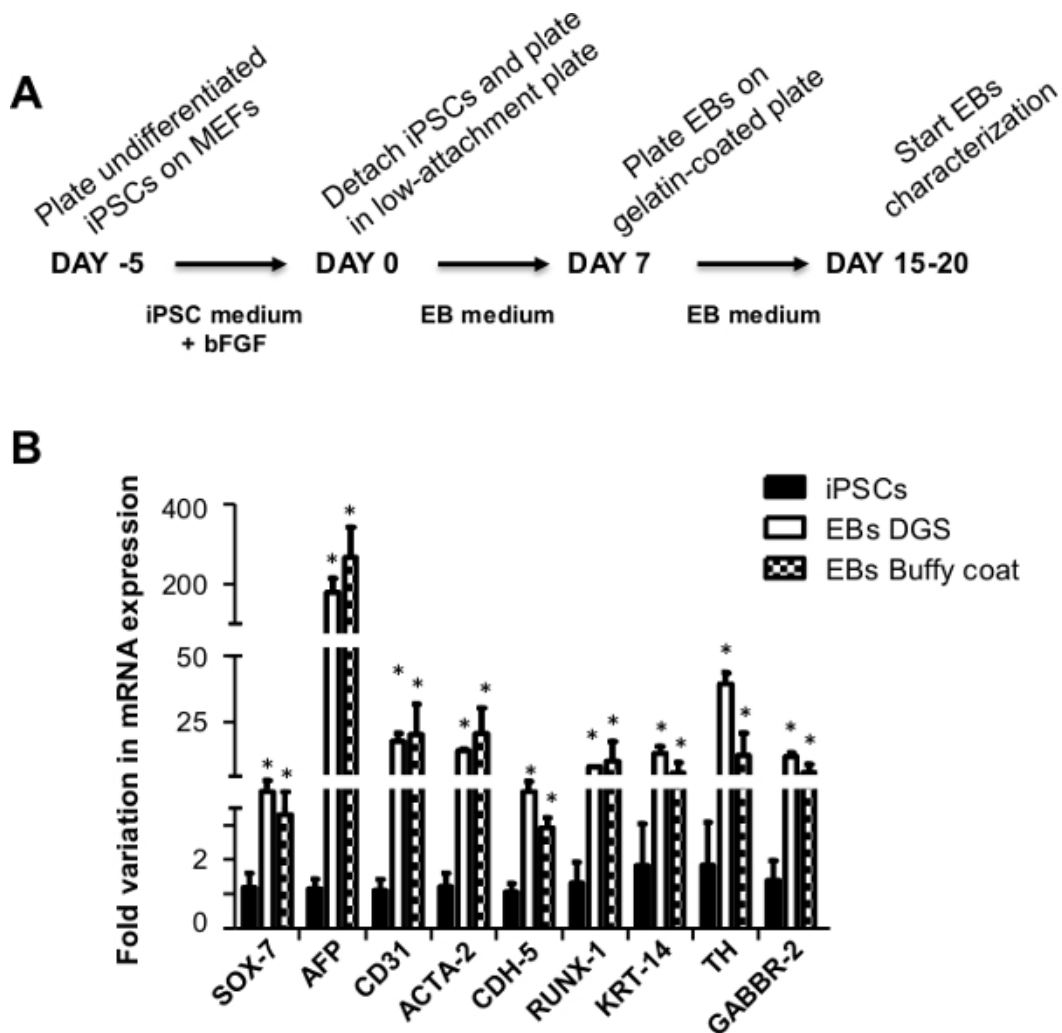 A
Plate undifferentiated
iPSCs on MEFs
Detach iPSCs and plate
in low-attachment plate
Plate EBs on
gelatin-coated plate
Start EBs
characterization
DAY -5
DAY 0
DAY 7
DAY 15-20
iPSC medium
+ bFGF
EB medium
EB medium
B
Fold variation in mRNA expression
400
200
50
25
2
0
iPSCs
EBs DGS
EBs Buffy coat
* * * * * * * * * * * * * * * * * *
SOX-7
AFP
CD31
ACTA-2
CDH-5
RUNX-1
KRT-14
TH
GABBR-2